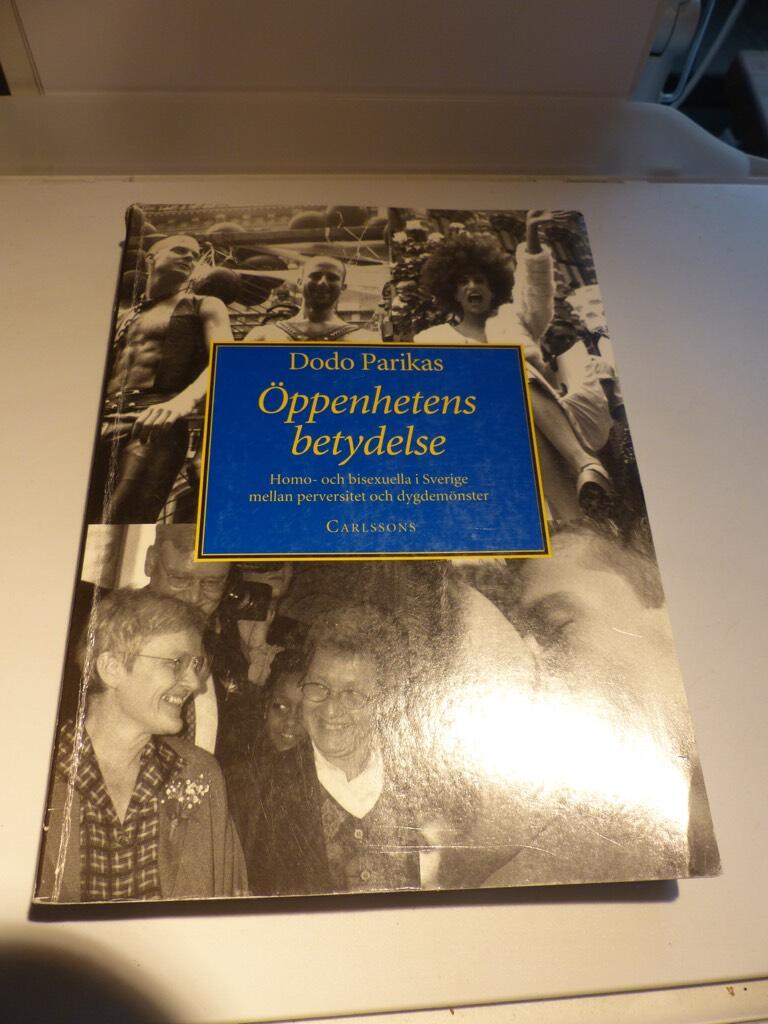 Dodo Parikas
Öppenhetens
betydelse
Homo- och bisexuella i Sverige
mellan perversitet och dygdemönster
CARLSSONS